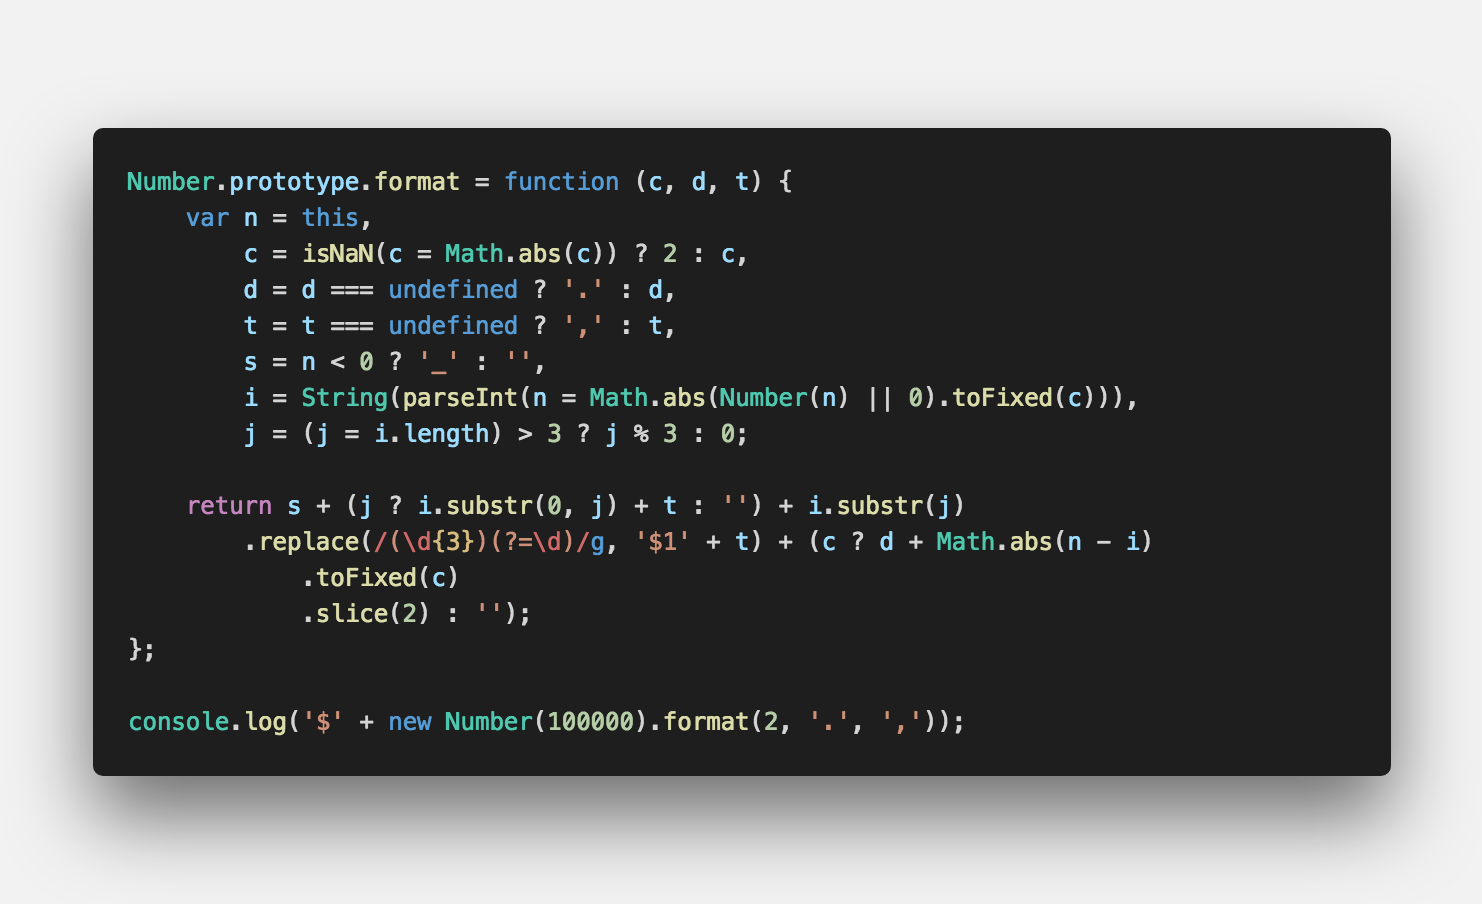 Number.prototype.format = function (c, d, t) {
    var n = this,
        c = isNaN(c = Math.abs(c)) ? 2 : c,
        d = d === undefined ? '.' : d,
        t = t === undefined ? ',' : t,
        s = n < 0 ? '_' : '',
        i = String(parseInt(n = Math.abs(Number(n) || 0).toFixed(c))),
        j = (j = i.length) > 3 ? j % 3 : 0;

    return s + (j ? i.substr(0, j) + t : '') + i.substr(j)
        .replace(/(\d{3})(?=\d)/g, '$1' + t) + (c ? d + Math.abs(n - i)
            .toFixed(c)
            .slice(2) : '');
};

console.log('$' + new Number(100000).format(2, '.', ','));